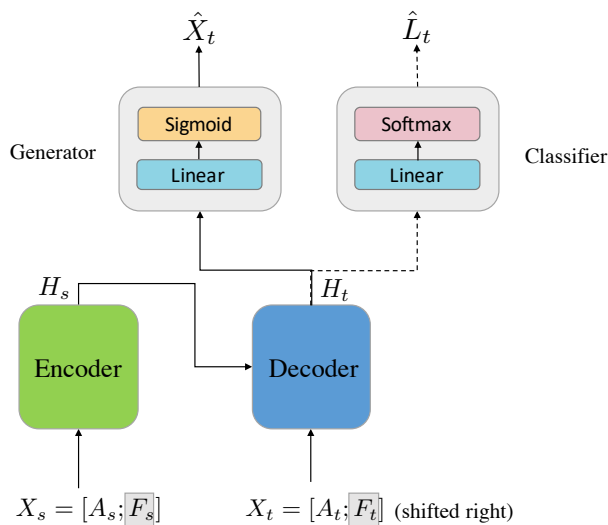 X̂_t L̂_t
Generator Sigmoid Softmax Classifier
Linear Linear
H_s H_t
Encoder Decoder
X_s = [A_s; F_s] X_t = [A_t; F_t] (shifted right)